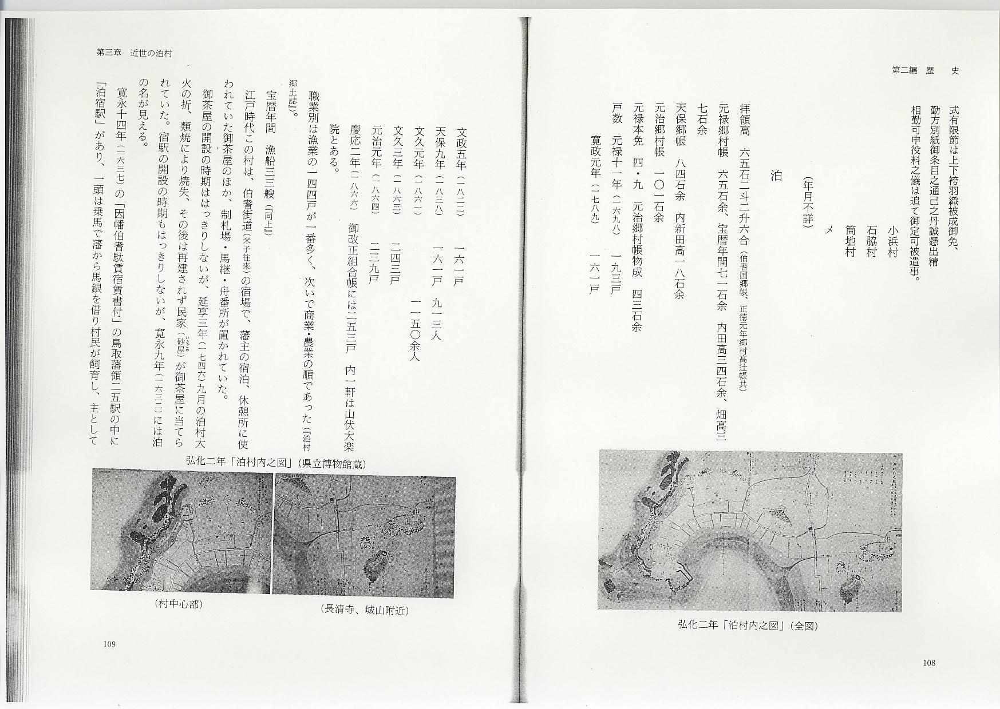 第二編　歴　　史
式有限節は上下袴羽織被成御免、
勤方別紙御条目之通己之丹誠懸出精
相勤可申役料之儀は追て御定可被遣事。
小浜村
石脇村
筒地村
〆
（年月不詳）
泊
拝領高　六五石二斗二升六合（伯耆国郷帳、正徳元年郷村高辻帳共）
元禄郷村帳　六五石余、宝暦年間七一石余　内田高三四石余、畑高三
七石余
天保郷帳　八四石余　内新田高一八石余
元治郷村帳　一〇一石余
元禄本免　四・九　元治郷村帳物成　四三石余
戸数　元禄十一年（一六九八）　一九三戸
寛政元年（一七八九）　一六一戸
弘化二年「泊村内之図」（全図）
108
第三章　近世の泊村
文政五年（一八二二）　一六一戸
天保九年（一八三八）　一六一戸　九一三人
文久元年（一八六一）　一一五〇余人
文久三年（一八六三）　二四三戸
元治元年（一八六四）　二三九戸
慶応二年（一八六六）　御改正組合帳には二五三戸　内一軒は山伏大楽
院とある。
職業別は漁業の一四四戸が一番多く、次いで商業・農業の順であった（『泊村
郷土誌』）。
宝暦年間　漁船三三艘（『同上』）
江戸時代この村は、伯耆街道（米子往来）の宿場で、藩主の宿泊、休憩所に使
われていた御茶屋のほか、制札場・馬継・舟番所が置かれていた。
御茶屋の開設の時期ははっきりしないが、延享三年（一七四六）九月の泊村大
火の折、類焼により焼失、その後は再建されず民家（砂屋いさごや）が御茶屋に当てら
れていた。宿駅の開設の時期もはっきりしないが、寛永九年（一六三二）には泊
の名が見える。
寛永十四年（一六三七）の「因幡伯耆駄賃宿賃書付」の鳥取藩領二五駅の中に
「泊宿駅」があり、一頭は乗馬で藩から馬銀を借り村民が飼育し、主として
弘化二年「泊村内之図」（県立博物館蔵）
（村中心部）
（長清寺、城山附近）
109